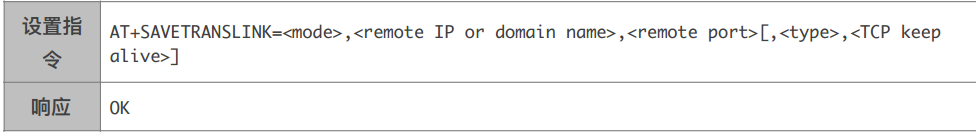 设置指
令
AT+SAVETRANSLINK=<mode>,<remote IP or domain name>,<remote port>[,<type>,<TCP keep
alive>]
响应
OK